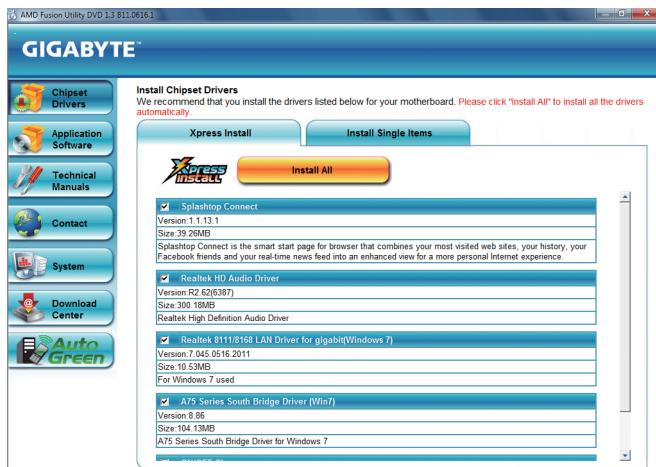 AMD Fusion Utility DVD 1.3 B11.0616.1
GIGABYTE™
Chipset
Drivers
Application
Software
Technical
Manuals
Contact
System
Download
Center
Auto
Green
Install Chipset Drivers
We recommend that you install the drivers listed below for your motherboard. Please click "Install All" to install all the drivers
automatically.
Xpress Install
Install Single Items
Xpress
INSTALL
Install All
Splashtop Connect
Version:1.1.13.1
Size:39.26MB
Splashtop Connect is the smart start page for browser that combines your most visited web sites, your history, your
Facebook friends and your real-time news feed into an enhanced view for a more personal Internet experience.
Realtek HD Audio Driver
Version:R2.62(6387)
Size:300.18MB
Realtek High Definition Audio Driver
Realtek 8111/8168 LAN Driver for gigabit(Windows 7)
Version:7.045.0516.2011
Size:10.53MB
For Windows 7 used
A75 Series South Bridge Driver (Win7)
Version:8.86
Size:104.13MB
A75 Series South Bridge Driver for Windows 7